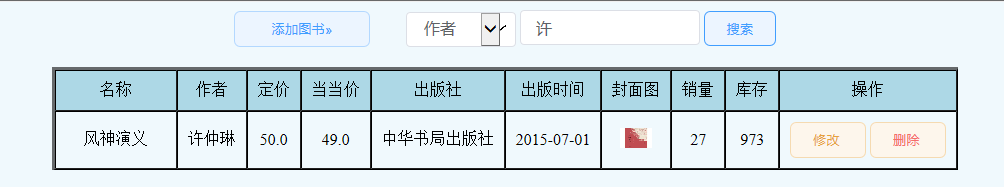 添加图书» 作者 许 搜索
名称 作者 定价 当当价 出版社 出版时间 封面图 销量 库存 操作
风神演义 许仲琳 50.0 49.0 中华书局出版社 2015-07-01 27 973 修改 删除